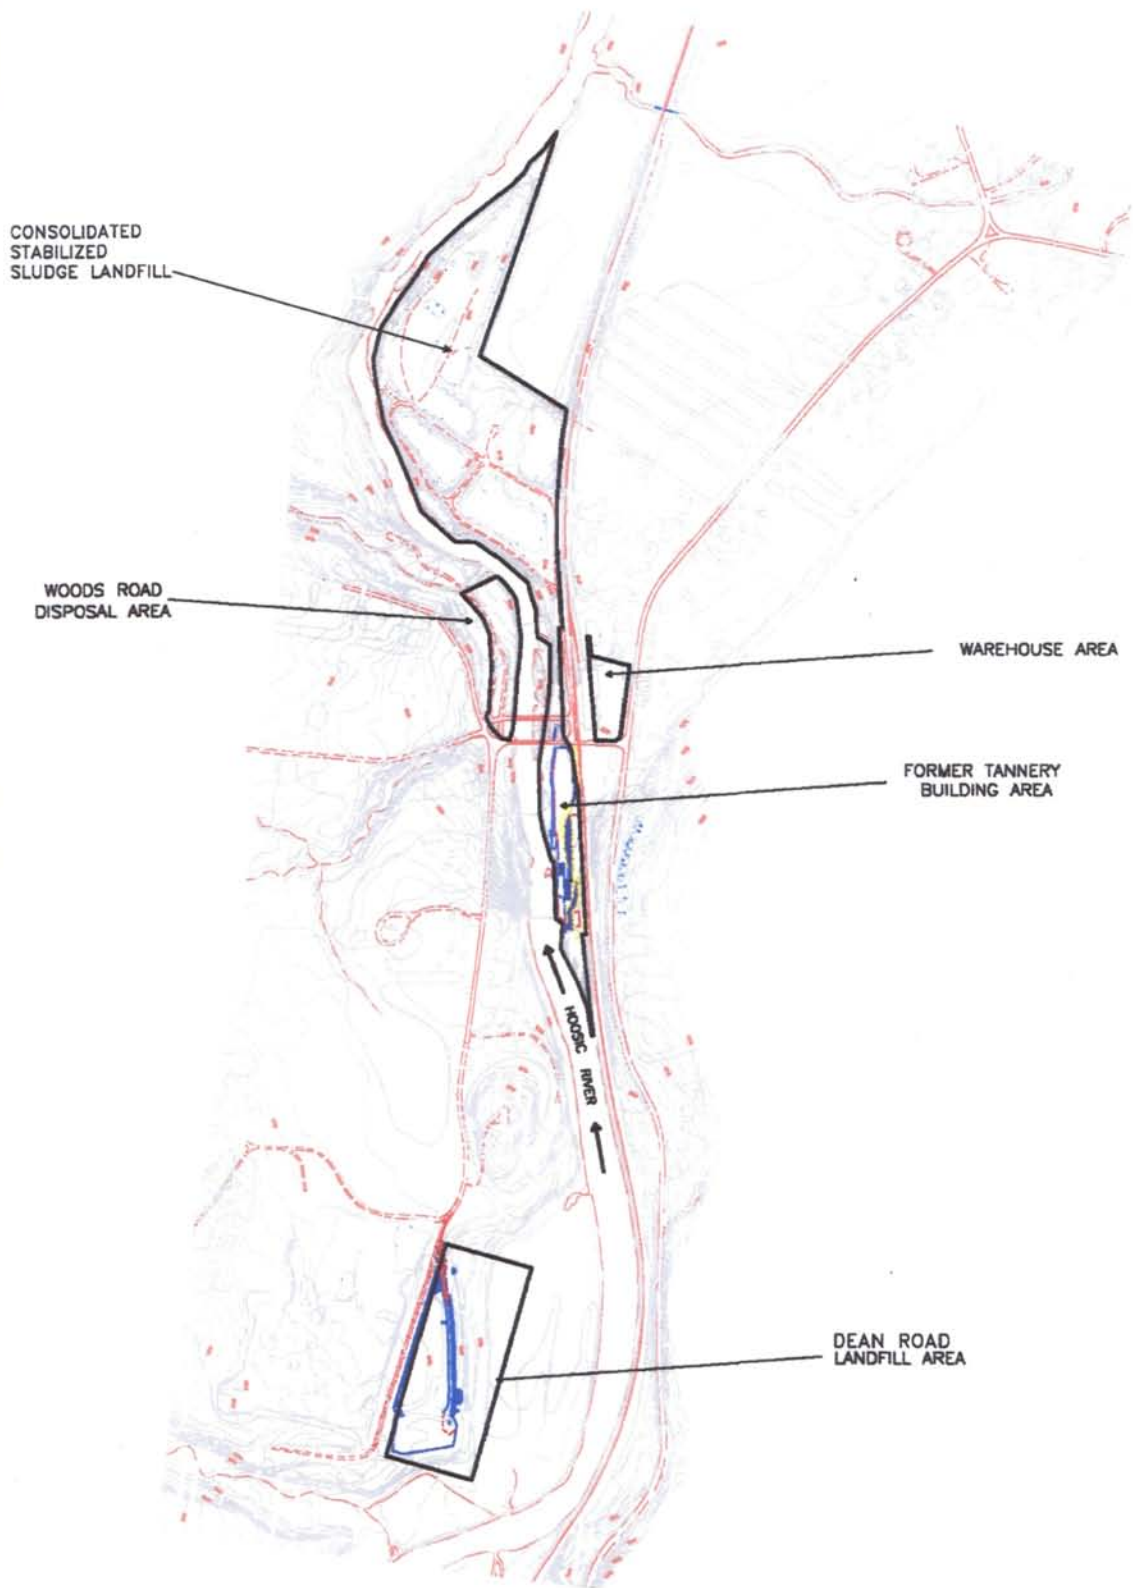 CONSOLIDATED
STABILIZED
SLUDGE LANDFILL
WOODS ROAD
DISPOSAL AREA
WAREHOUSE AREA
FORMER TANNERY
BUILDING AREA
HOOSIC RIVER
DEAN ROAD
LANDFILL AREA